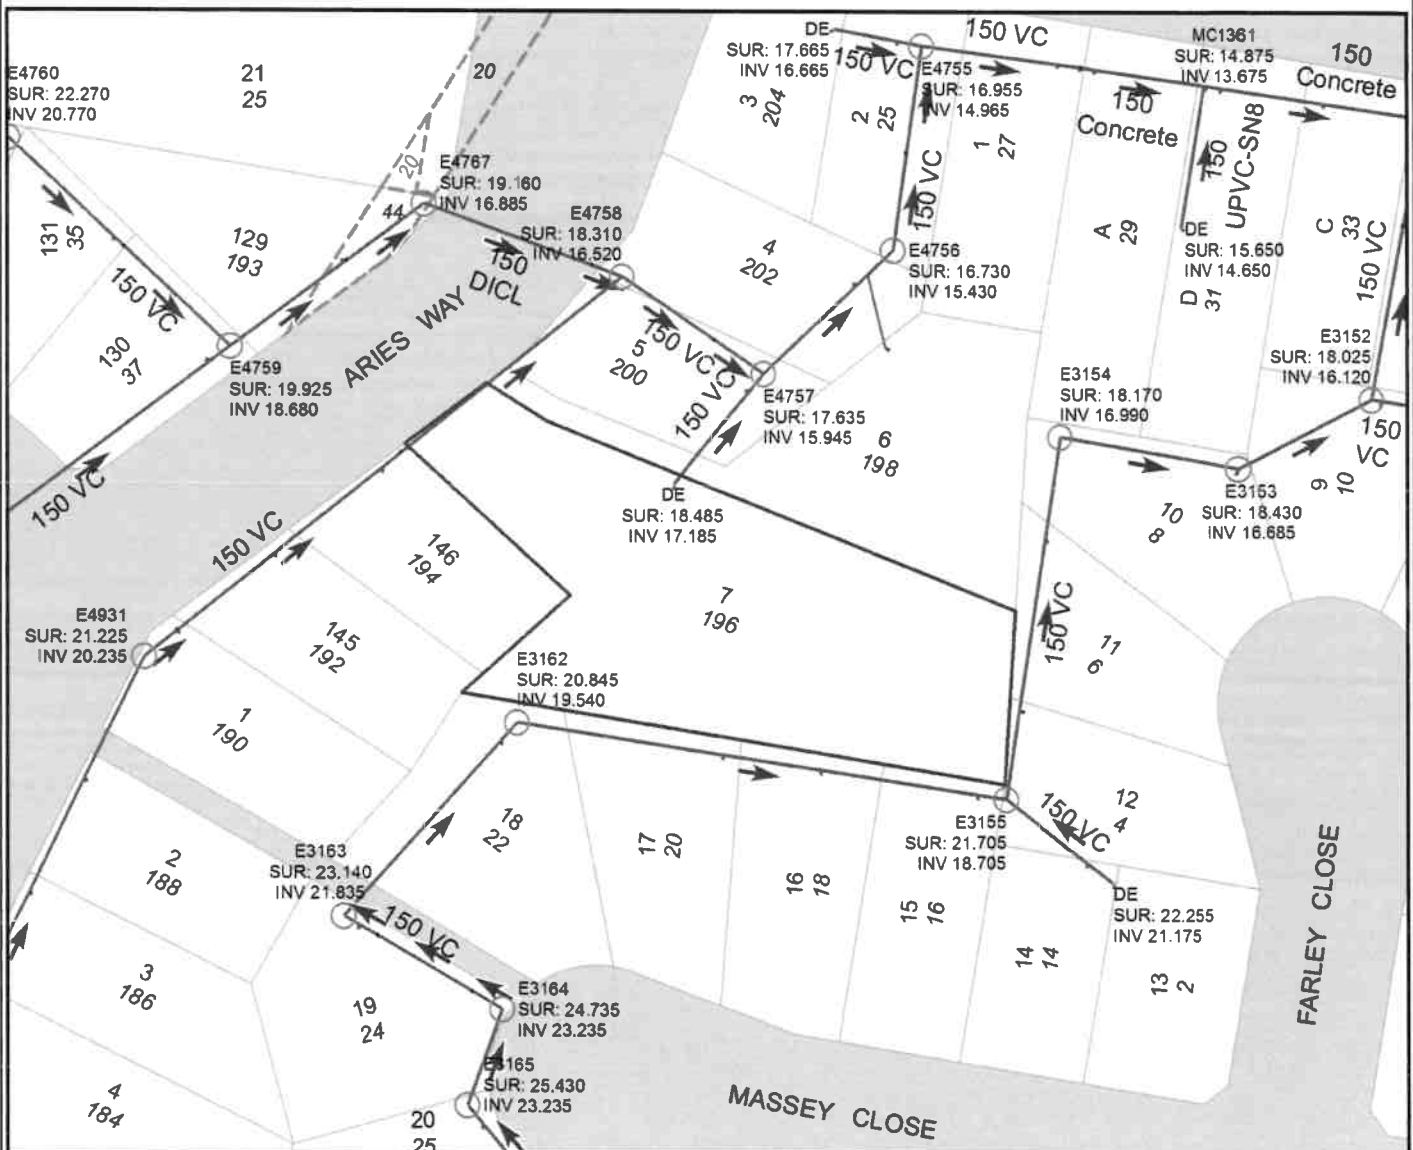 E4760
SUR: 22.270
INV 20.770
21
25
20
DE
SUR: 17.665
INV 16.665
150 VC
150 VC
E4755
SUR: 16.955
INV 14.965
MC1361
SUR: 14.875
INV 13.675
150
Concrete
150
Concrete
3
204
2
25
1
27
150
UPVC-SN8
20
E4767
SUR: 19.160
INV 16.885
44
E4758
SUR: 18.310
INV 16.520
150
DICL
150 VC
131
35
129
193
4
202
E4756
SUR: 16.730
INV 15.430
A
29
DE
SUR: 15.650
INV 14.650
D
31
C
33
150 VC
150 VC
130
37
E4759
SUR: 19.925
INV 18.680
ARIES WAY
150 VC
5
200
150 VC
E4757
SUR: 17.635
INV 15.945
E3152
SUR: 18.025
INV 16.120
E3154
SUR: 18.170
INV 16.990
150
VC
6
198
150 VC
DE
SUR: 18.485
INV 17.185
E3153
SUR: 18.430
INV 16.685
9
10
10
8
150 VC
146
194
7
196
150 VC
E4931
SUR: 21.225
INV 20.235
145
192
11
6
E3162
SUR: 20.845
INV 19.540
1
190
12
4
150 VC
E3155
SUR: 21.705
INV 18.705
18
22
17
20
16
18
15
16
2
188
E3163
SUR: 23.140
INV 21.835
150 VC
DE
SUR: 22.255
INV 21.175
14
14
13
2
FARLEY CLOSE
3
186
19
24
E3164
SUR: 24.735
INV 23.235
E3165
SUR: 25.430
INV 23.235
4
184
20
25
MASSEY CLOSE